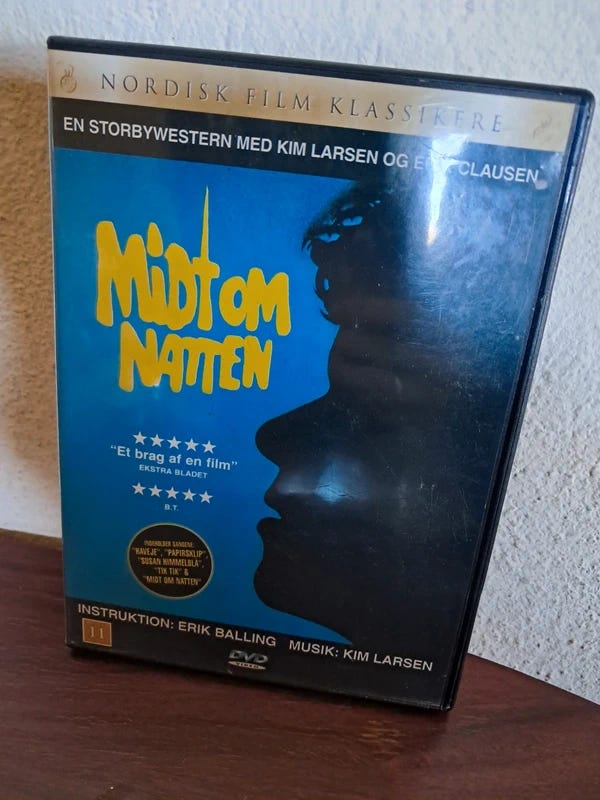 NORDISK FILM KLASSIKERE
EN STORBYWESTERN MED KIM LARSEN OG CLAUSEN
MIDT OM
NATTEN
"Et brag af en film"
EKSTRA BLADET
B.T.
INDEHOLDER SANGENE:
"HAVEJE", "PAPIRSKLIP",
"SUSAN HIMMELBLÅ",
"TIK TIK" &
"MIDT OM NATTEN"
INSTRUKTION: ERIK BALLING MUSIK: KIM LARSEN
11
DVD
VIDEO